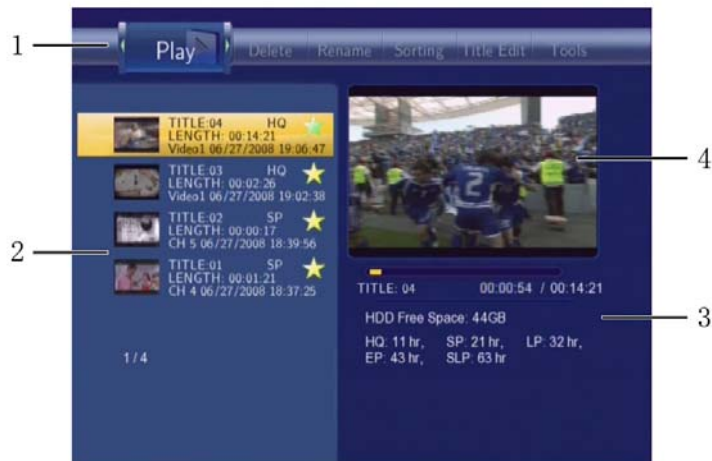 1
Play Delete Rename Sorting Title Edit Tools
TITLE:04 HQ
LENGTH: 00:14:21
Video1 06/27/2008 19:06:47
TITLE:03 HQ
LENGTH: 00:02:26
Video1 06/27/2008 19:02:38
TITLE:02 SP
LENGTH: 00:00:17
CH 5 06/27/2008 18:39:56
TITLE:01 SP
LENGTH: 00:01:21
CH 4 06/27/2008 18:37:25
2
1 / 4
2
4
TITLE: 04 00:00:54 / 00:14:21
HDD Free Space: 44GB
3
HQ: 11 hr, SP: 21 hr, LP: 32 hr,
EP: 43 hr, SLP: 63 hr